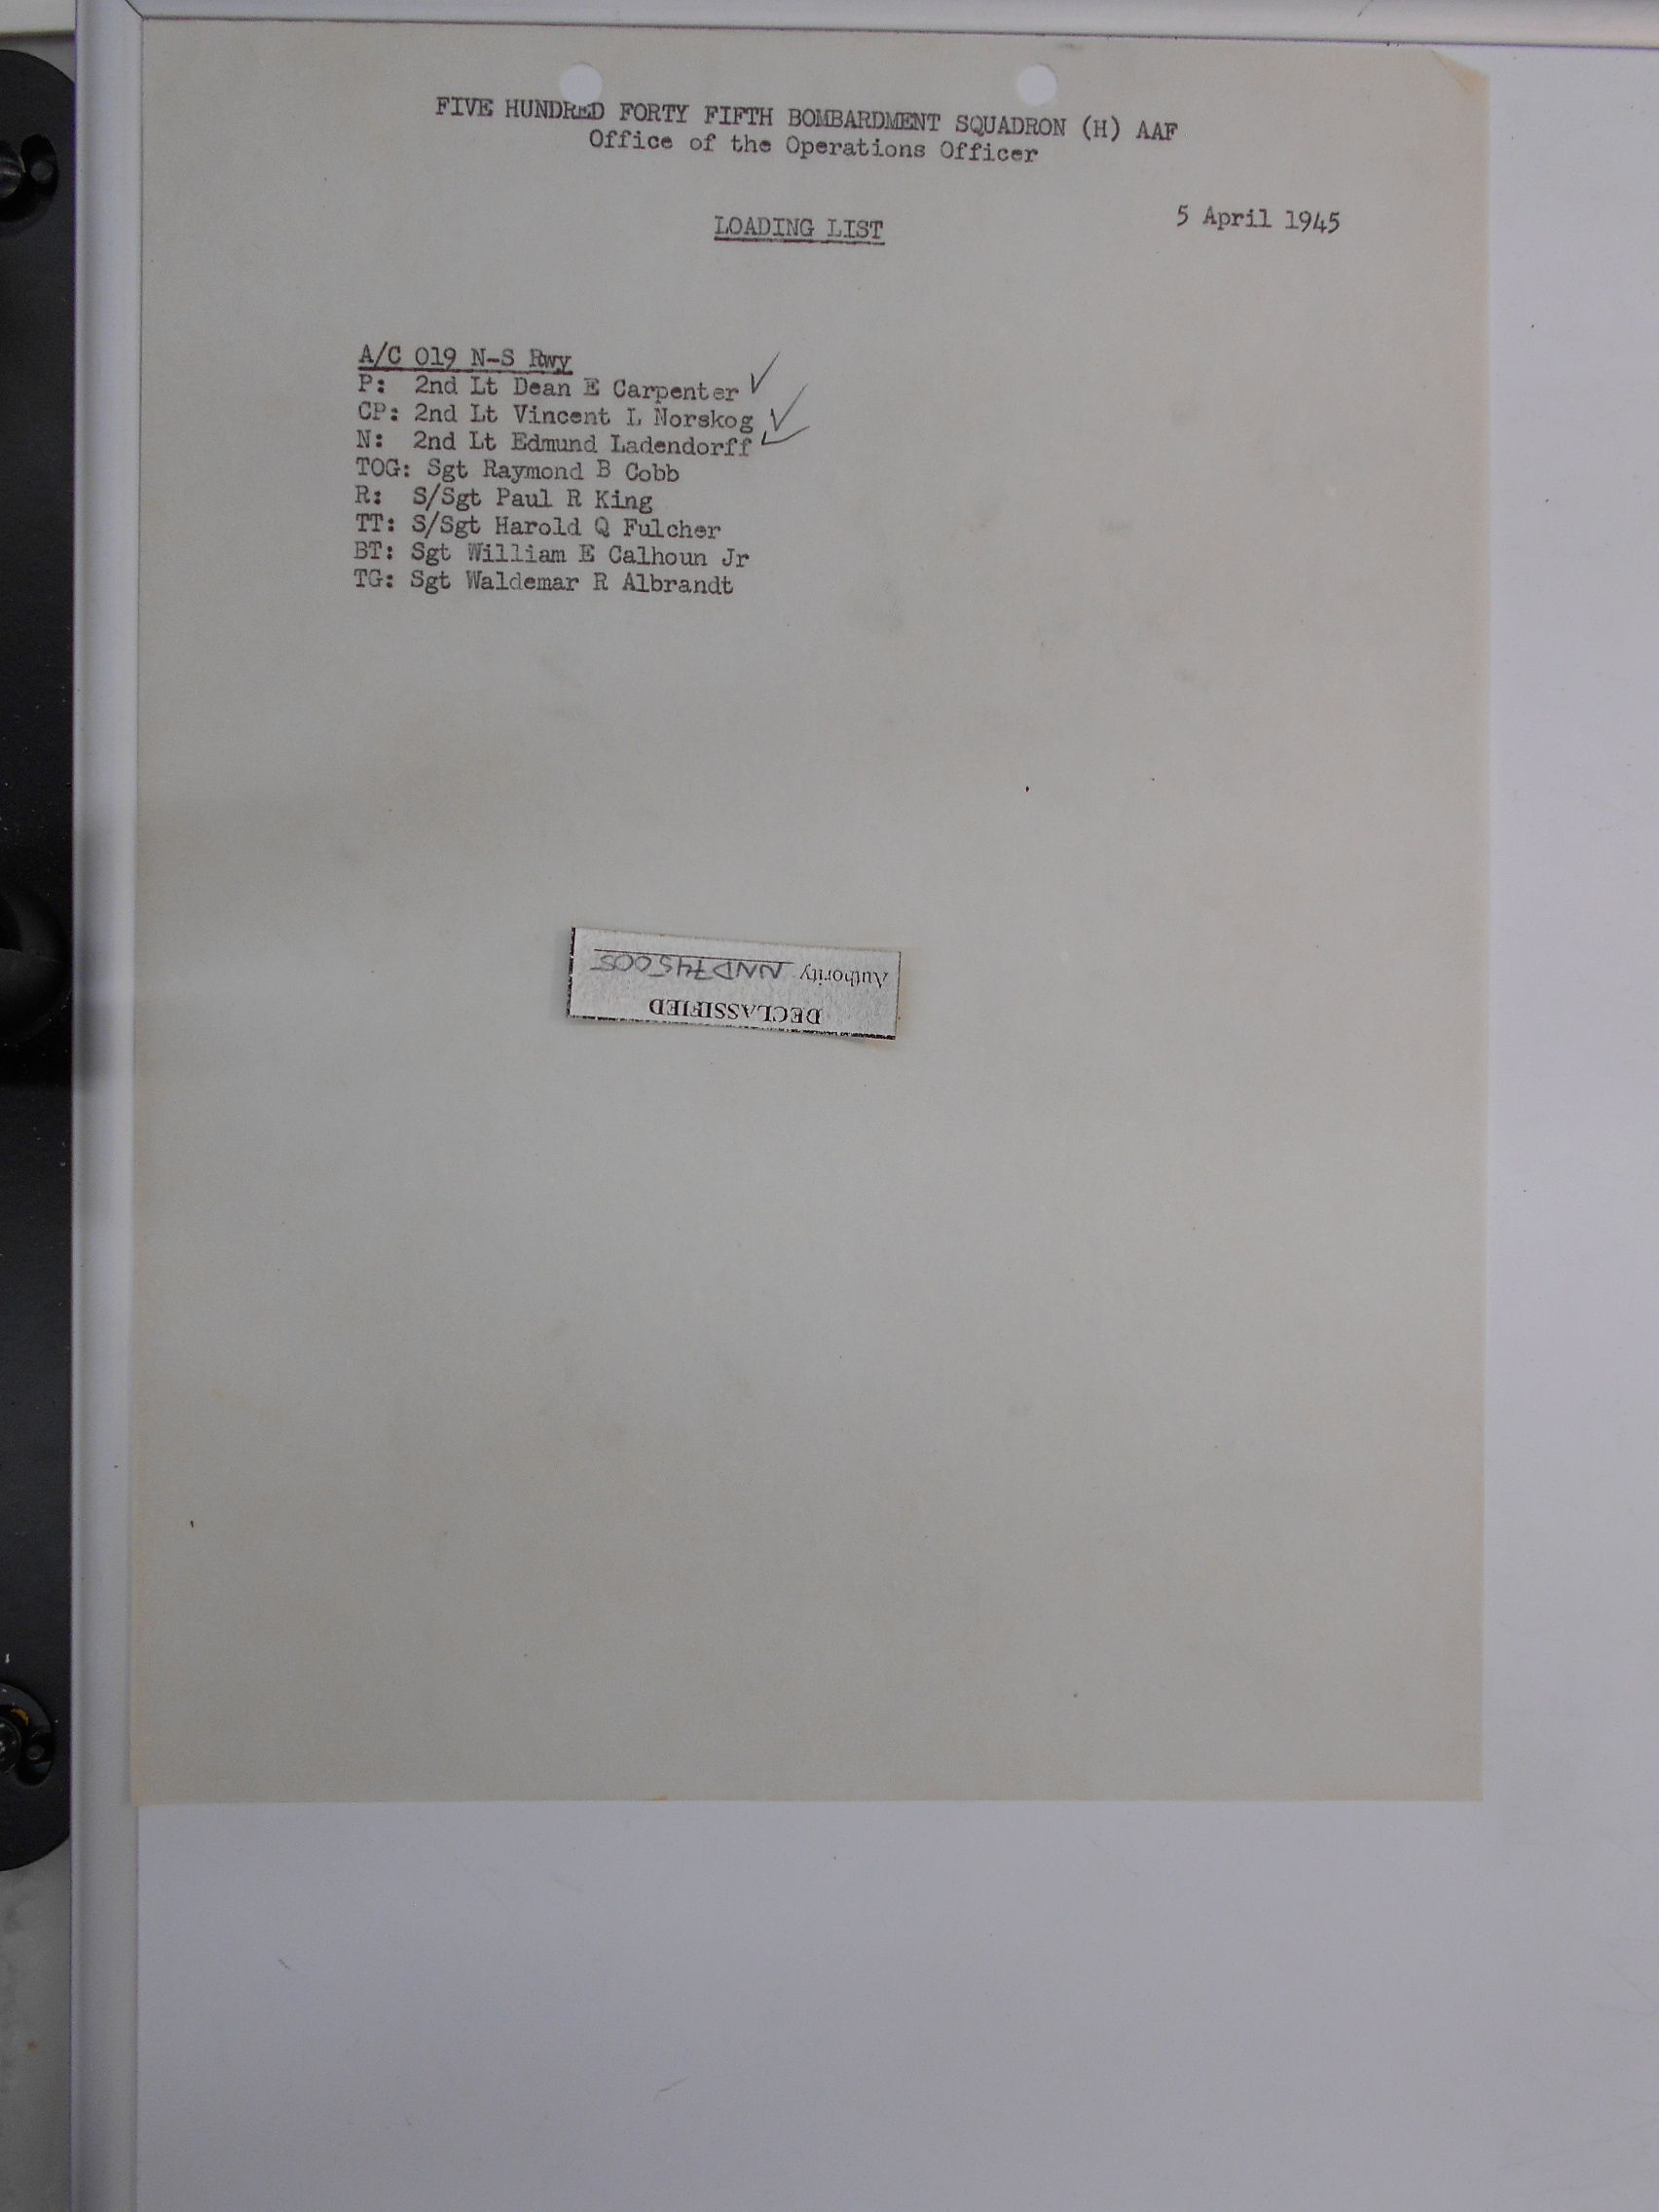 FIVE HUNDRED FORTY FIFTH BOMBARDMENT SQUADRON (H) AAF
Office of the Operations Officer
LOADING LIST
5 April 1945
A/C 019 N-S Rwy
P: 2nd Lt Dean E Carpenter ✓
CP: 2nd Lt Vincent L Norskog ✓
N: 2nd Lt Edmund Ladendorff ✓
TOG: Sgt Raymond B Cobb
R: S/Sgt Paul R King
TT: S/Sgt Harold Q Fulcher
BT: Sgt William E Calhoun Jr
TG: Sgt Waldemar R Albrandt
DECLASSIFIED
Authority NND745005